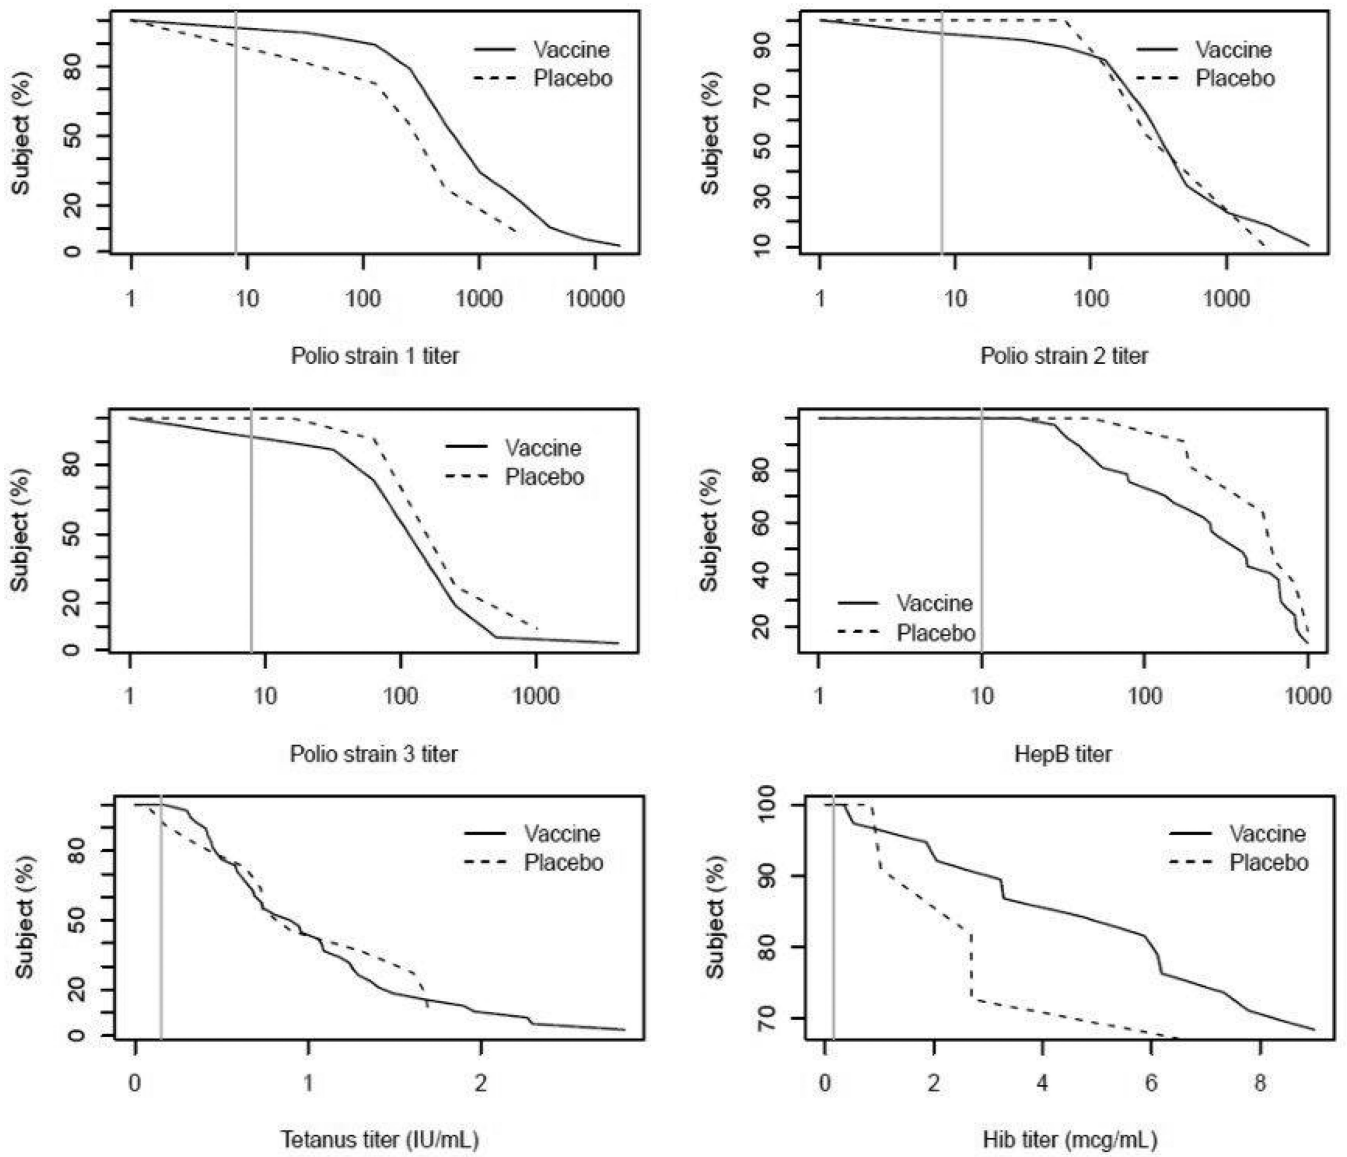 Subject (%)
80
50
20
0
Vaccine
Placebo
1 10 100 1000 10000
Polio strain 1 titer
Subject (%)
90
70
50
30
10
Vaccine
Placebo
1 10 100 1000
Polio strain 2 titer
Subject (%)
80
50
20
0
Vaccine
Placebo
1 10 100 1000
Polio strain 3 titer
Subject (%)
80
60
40
20
Vaccine
Placebo
1 10 100 1000
HepB titer
Subject (%)
80
50
20
0
Vaccine
Placebo
0 1 2
Tetanus titer (IU/mL)
Subject (%)
100
90
80
70
Vaccine
Placebo
0 2 4 6 8
Hib titer (mcg/mL)